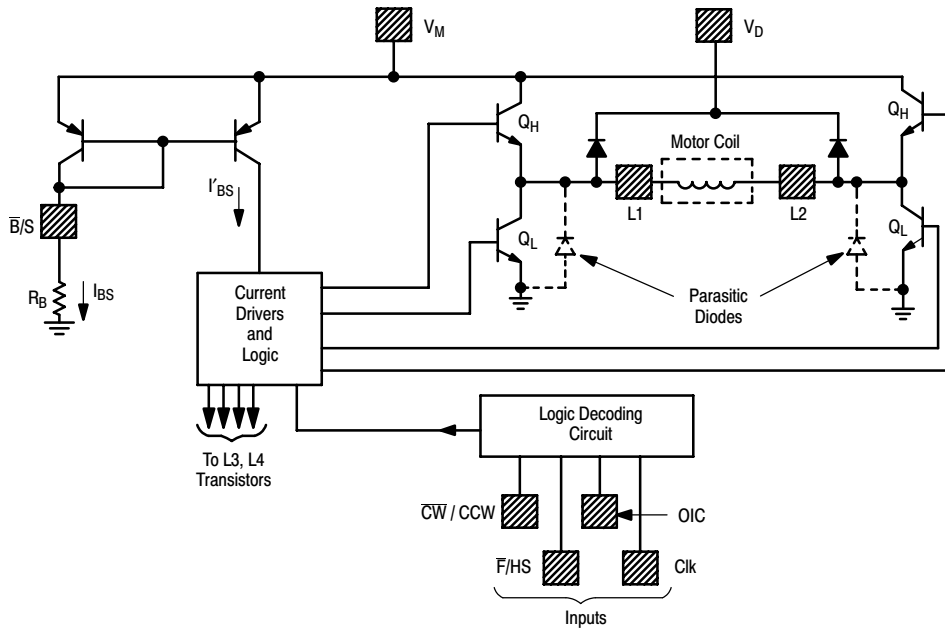 V_M
V_D
Q_H
Motor Coil
Q_H
I'_BS
L1
L2
B̅/S
Q_L
Q_L
R_B
I_BS
Current
Drivers
and
Logic
Parasitic
Diodes
Logic Decoding
Circuit
To L3, L4
Transistors
C̅W̅ / CCW
OIC
F̅/HS
Clk
Inputs